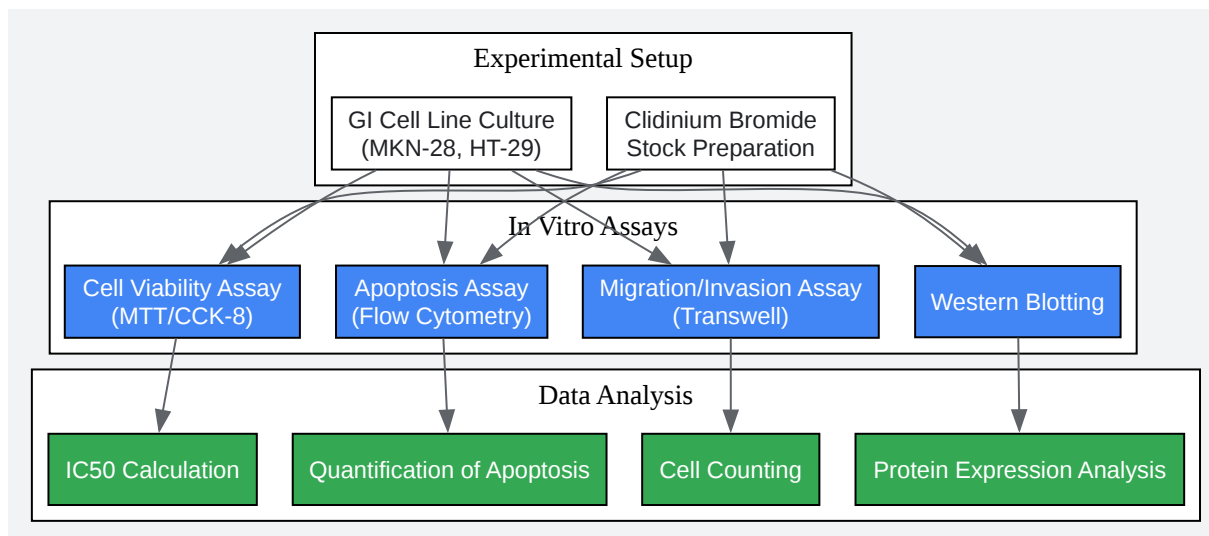 Experimental Setup
GI Cell Line Culture
(MKN-28, HT-29)
Clidinium Bromide
Stock Preparation
In Vitro Assays
Cell Viability Assay
(MTT/CCK-8)
Apoptosis Assay
(Flow Cytometry)
Migration/Invasion Assay
(Transwell)
Western Blotting
Data Analysis
IC50 Calculation
Quantification of Apoptosis
Cell Counting
Protein Expression Analysis